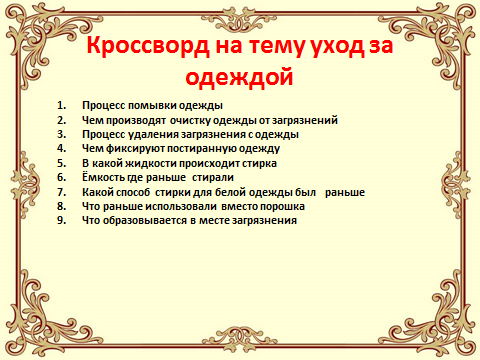 Кроссворд на тему уход за
одеждой
1. Процесс помывки одежды
2. Чем производят очистку одежды от загрязнений
3. Процесс удаления загрязнения с одежды
4. Чем фиксируют постиранную одежду
5. В какой жидкости происходит стирка
6. Ёмкость где раньше стирали
7. Какой способ стирки для белой одежды был раньше
8. Что раньше использовали вместо порошка
9. Что образовывается в месте загрязнения